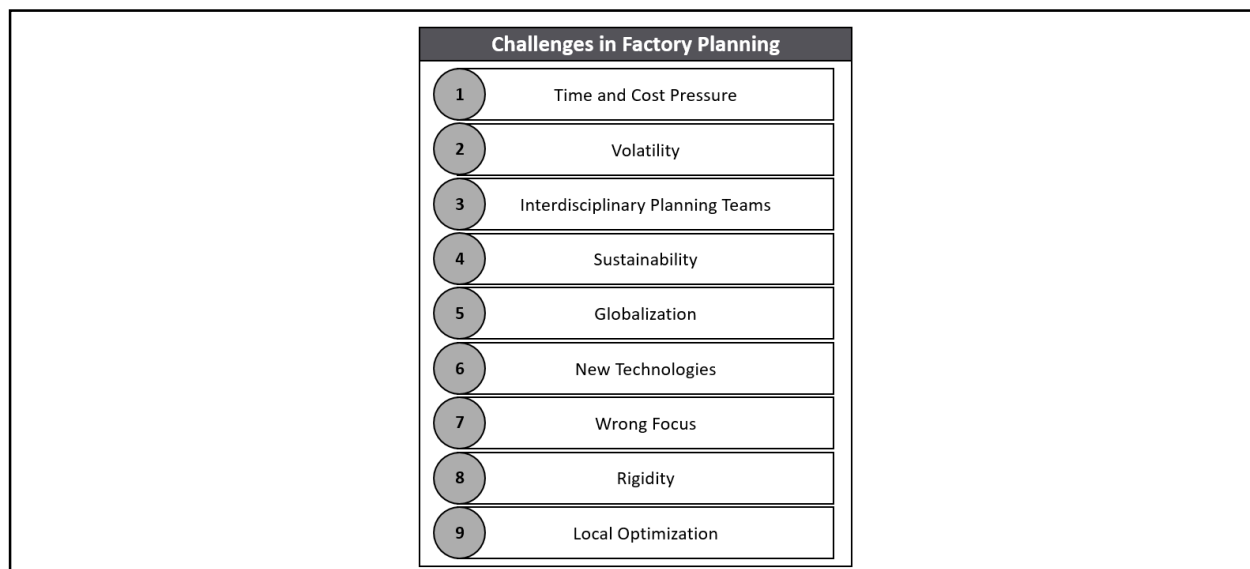 Challenges in Factory Planning
1 Time and Cost Pressure
2 Volatility
3 Interdisciplinary Planning Teams
4 Sustainability
5 Globalization
6 New Technologies
7 Wrong Focus
8 Rigidity
9 Local Optimization